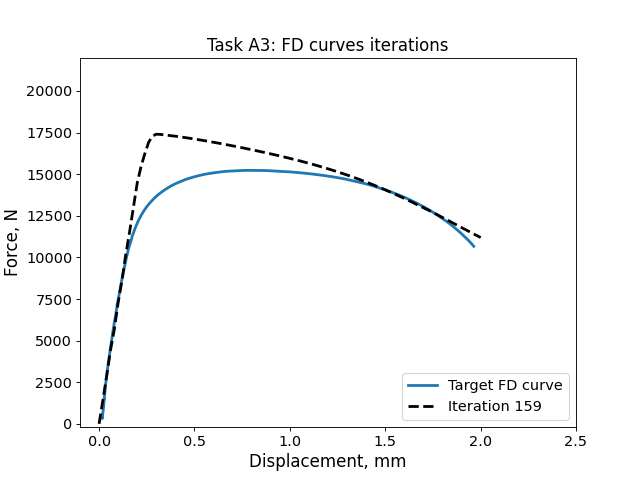 Task A3: FD curves iterations
Force, N
20000
17500
15000
12500
10000
7500
5000
2500
0
0.0 0.5 1.0 1.5 2.0 2.5
Displacement, mm
Target FD curve
Iteration 159